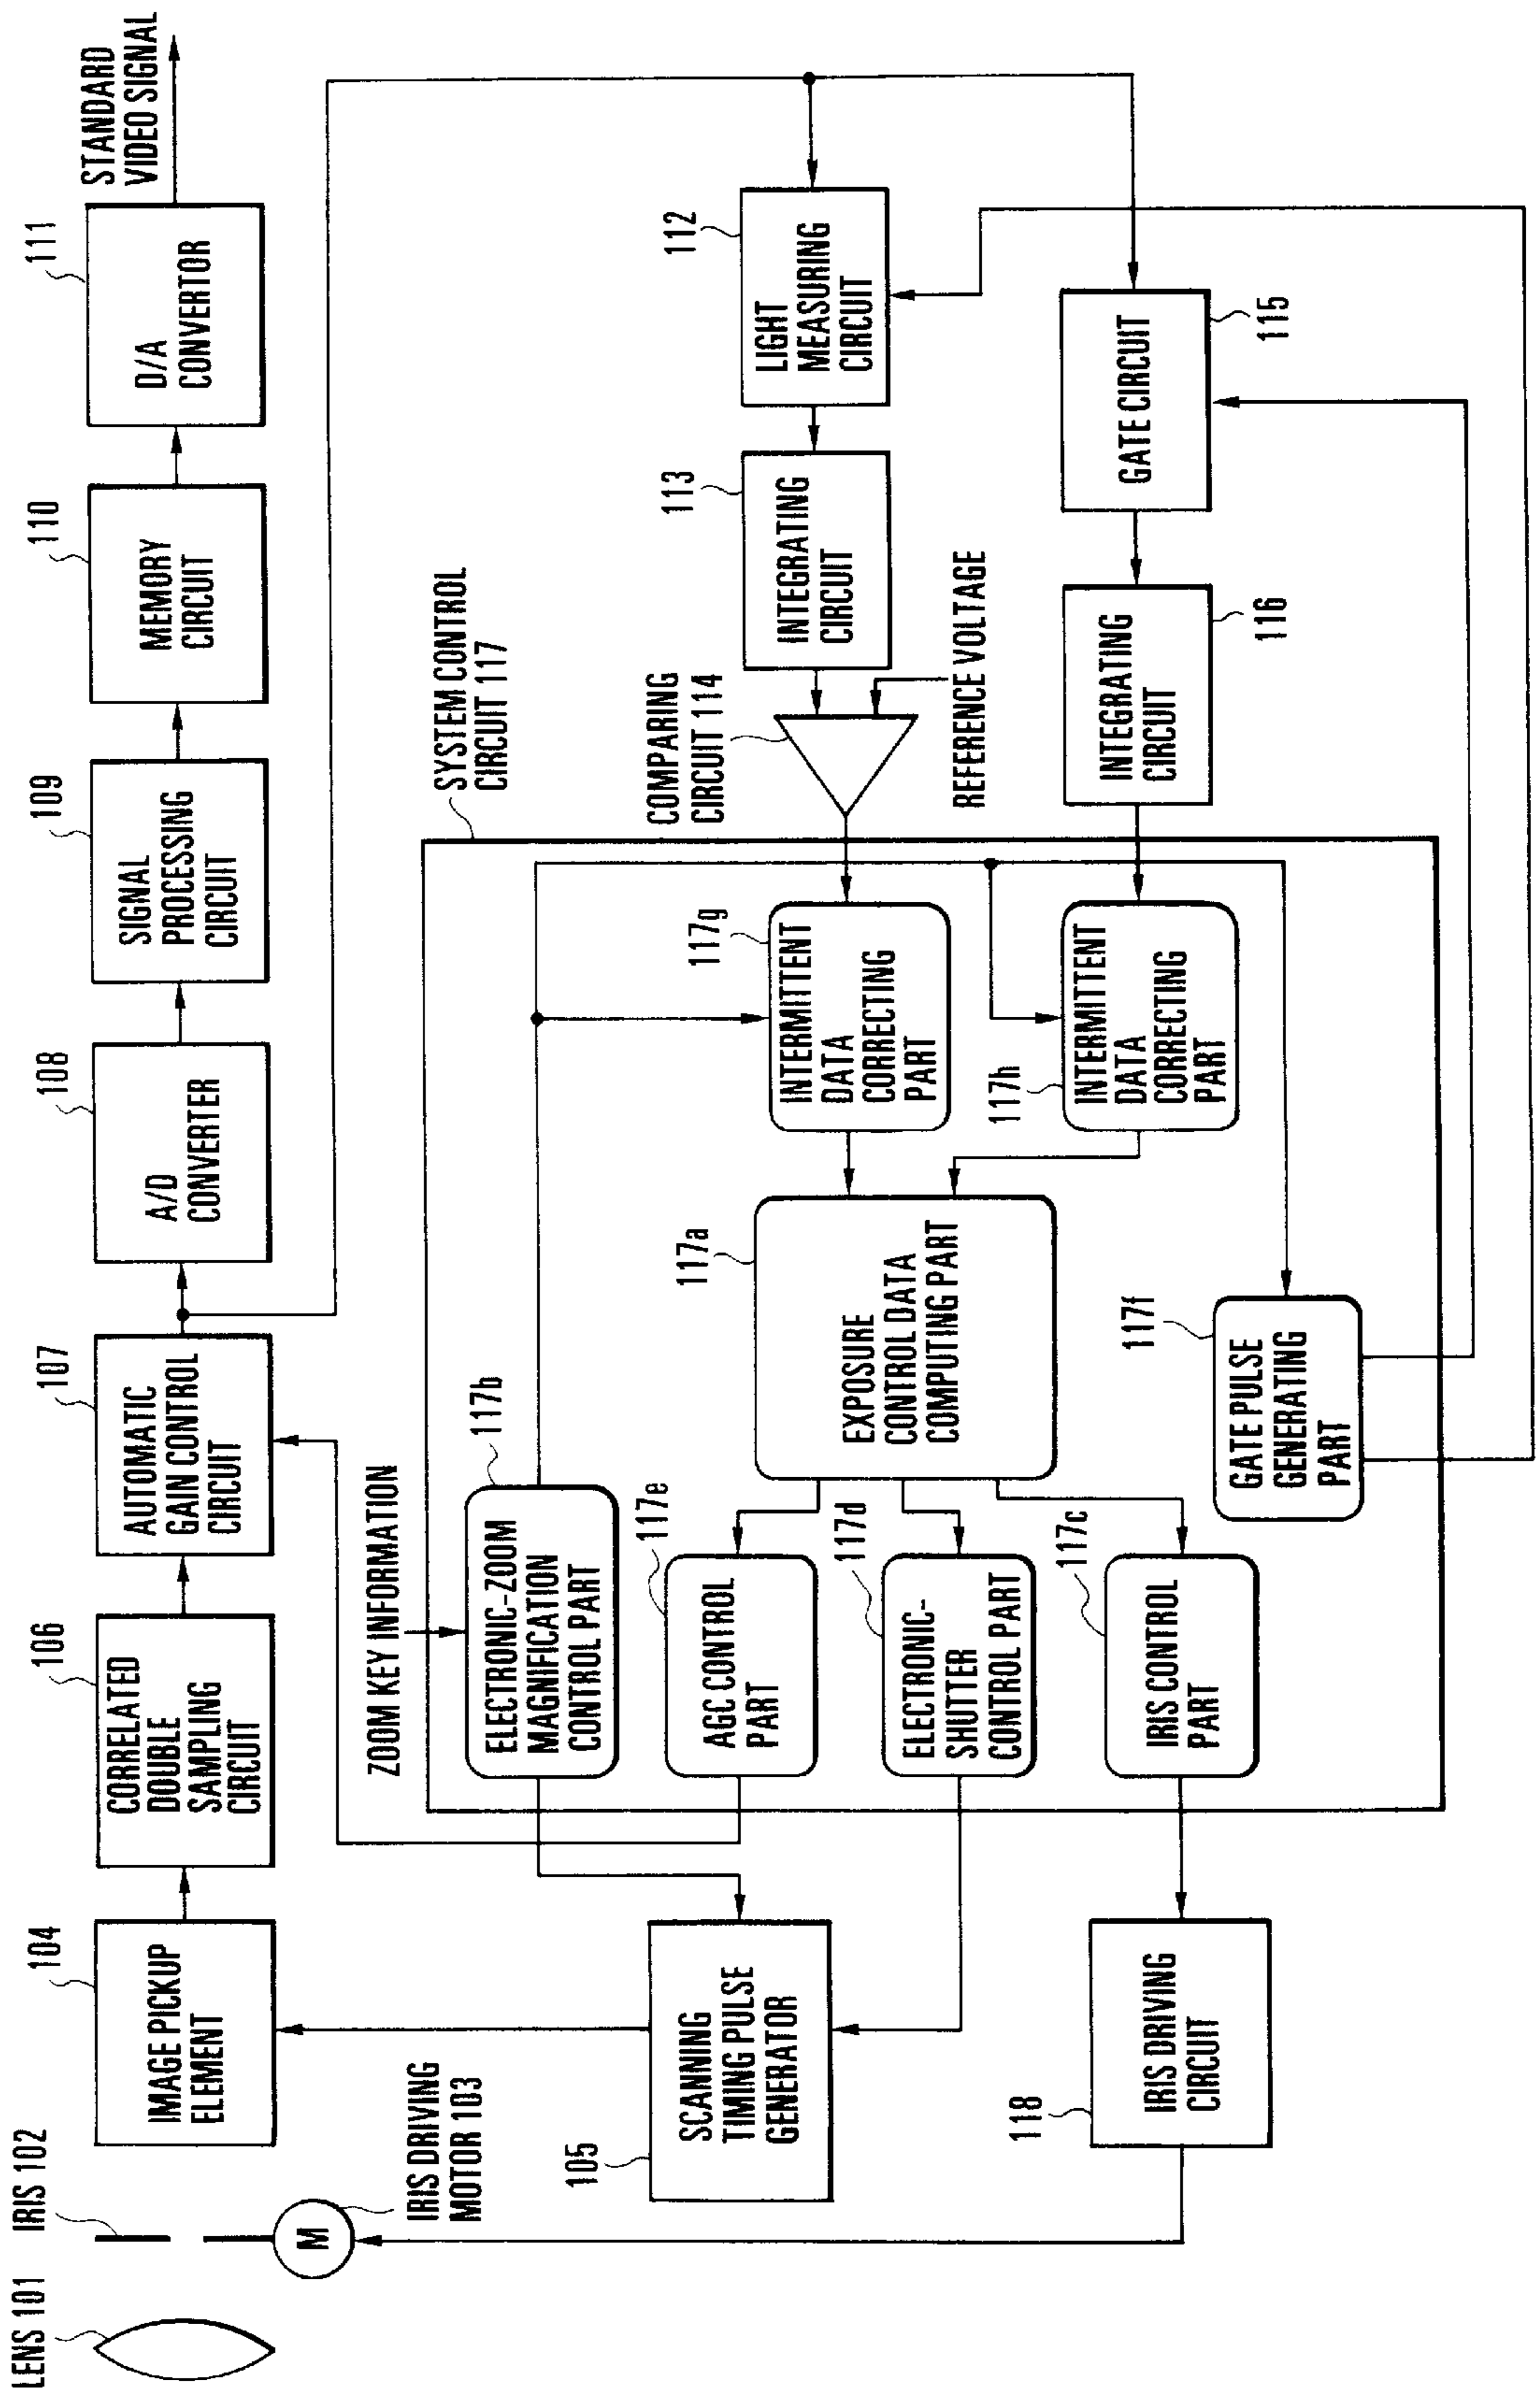 LENS 101
IRIS 102
M
IRIS DRIVING
MOTOR 103
104
IMAGE PICKUP
ELEMENT
106
CORRELATED
DOUBLE
SAMPLING
CIRCUIT
107
AUTOMATIC
GAIN CONTROL
CIRCUIT
108
A/D
CONVERTER
109
SIGNAL
PROCESSING
CIRCUIT
110
MEMORY
CIRCUIT
111
D/A
CONVERTOR
STANDARD
VIDEO SIGNAL
105
SCANNING
TIMING PULSE
GENERATOR
118
IRIS DRIVING
CIRCUIT
SYSTEM CONTROL
CIRCUIT 117
ZOOM KEY INFORMATION
117b
ELECTRONIC-ZOOM
MAGNIFICATION
CONTROL PART
117e
AGC CONTROL
PART
117d
ELECTRONIC-
SHUTTER
CONTROL PART
117c
IRIS CONTROL
PART
117a
EXPOSURE
CONTROL DATA
COMPUTING PART
117f
GATE PULSE
GENERATING
PART
117g
INTERMITTENT
DATA
CORRECTING
PART
117h
INTERMITTENT
DATA
CORRECTING
PART
COMPARING
CIRCUIT 114
REFERENCE VOLTAGE
113
INTEGRATING
CIRCUIT
112
LIGHT
MEASURING
CIRCUIT
116
INTEGRATING
CIRCUIT
115
GATE CIRCUIT